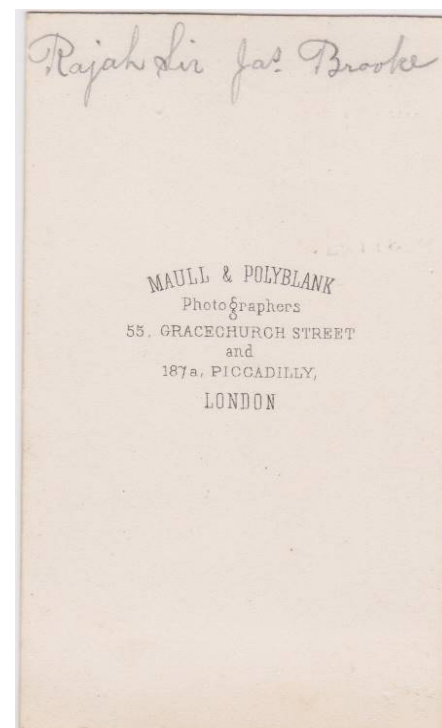 Rajah Sir Jas. Brooke
MAULL & POLYBLANK
Photographers
55, GRACECHURCH STREET
and
187a, PICCADILLY,
LONDON